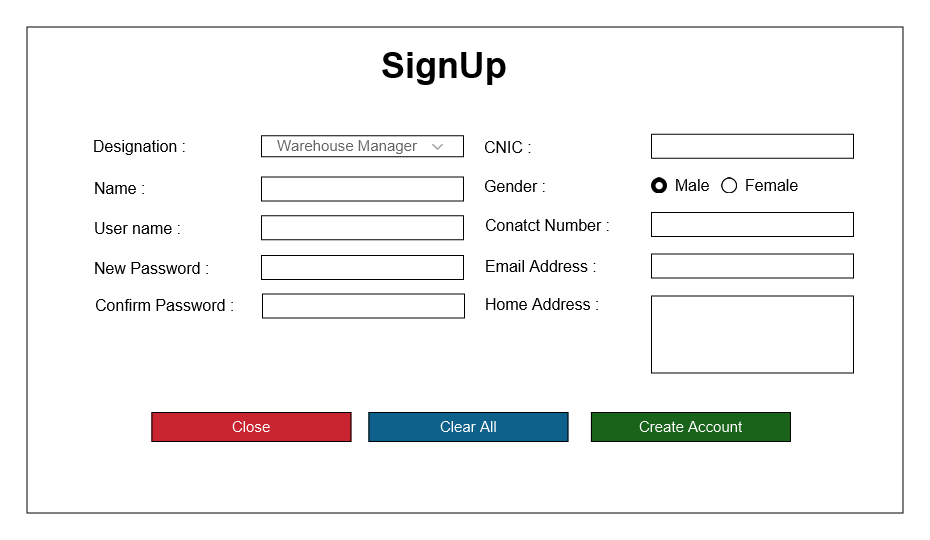 SignUp
Designation :
Warehouse Manager
Name :
User name :
New Password :
Confirm Password :
CNIC :
Gender :
Male
Female
Conatct Number :
Email Address :
Home Address :
Close
Clear All
Create Account